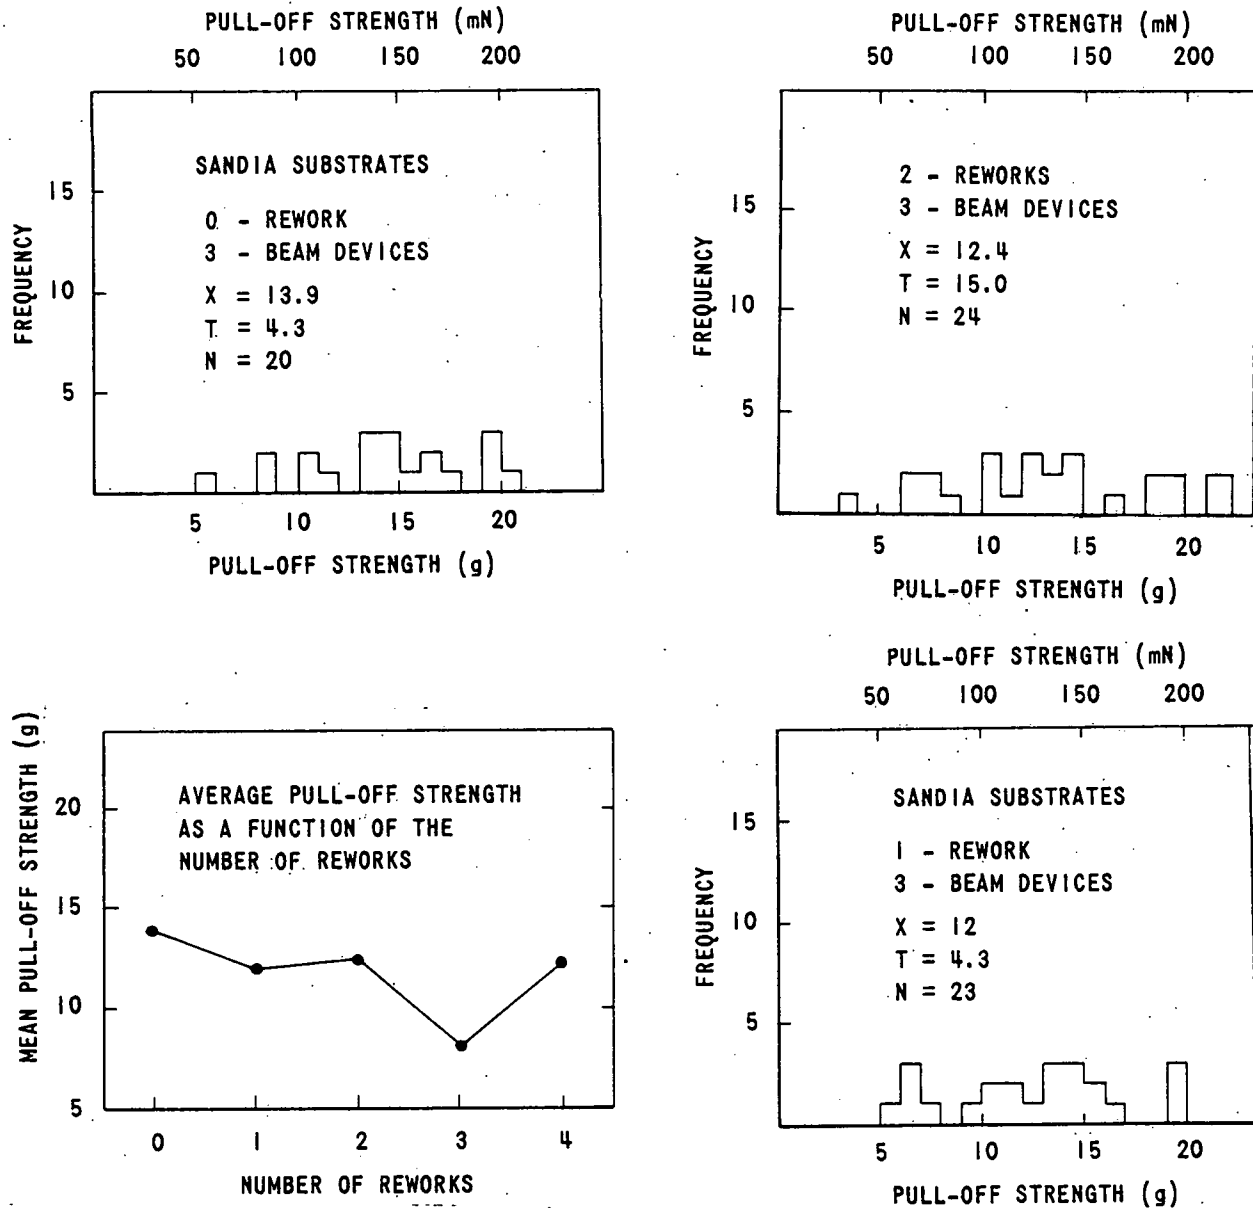 PULL-OFF STRENGTH (mN)
50 100 150 200
FREQUENCY
15
10
5
SANDIA SUBSTRATES
0 - REWORK
3 - BEAM DEVICES
X = 13.9
T = 4.3
N = 20
5 10 15 20
PULL-OFF STRENGTH (g)
PULL-OFF STRENGTH (mN)
50 100 150 200
FREQUENCY
15
10
5
2 - REWORKS
3 - BEAM DEVICES
X = 12.4
T = 15.0
N = 24
5 10 15 20
PULL-OFF STRENGTH (g)
MEAN PULL-OFF STRENGTH (g)
20
15
10
5
AVERAGE PULL-OFF STRENGTH
AS A FUNCTION OF THE
NUMBER OF REWORKS
0 1 2 3 4
NUMBER OF REWORKS
PULL-OFF STRENGTH (mN)
50 100 150 200
FREQUENCY
15
10
5
SANDIA SUBSTRATES
1 - REWORK
3 - BEAM DEVICES
X = 12
T = 4.3
N = 23
5 10 15 20
PULL-OFF STRENGTH (g)